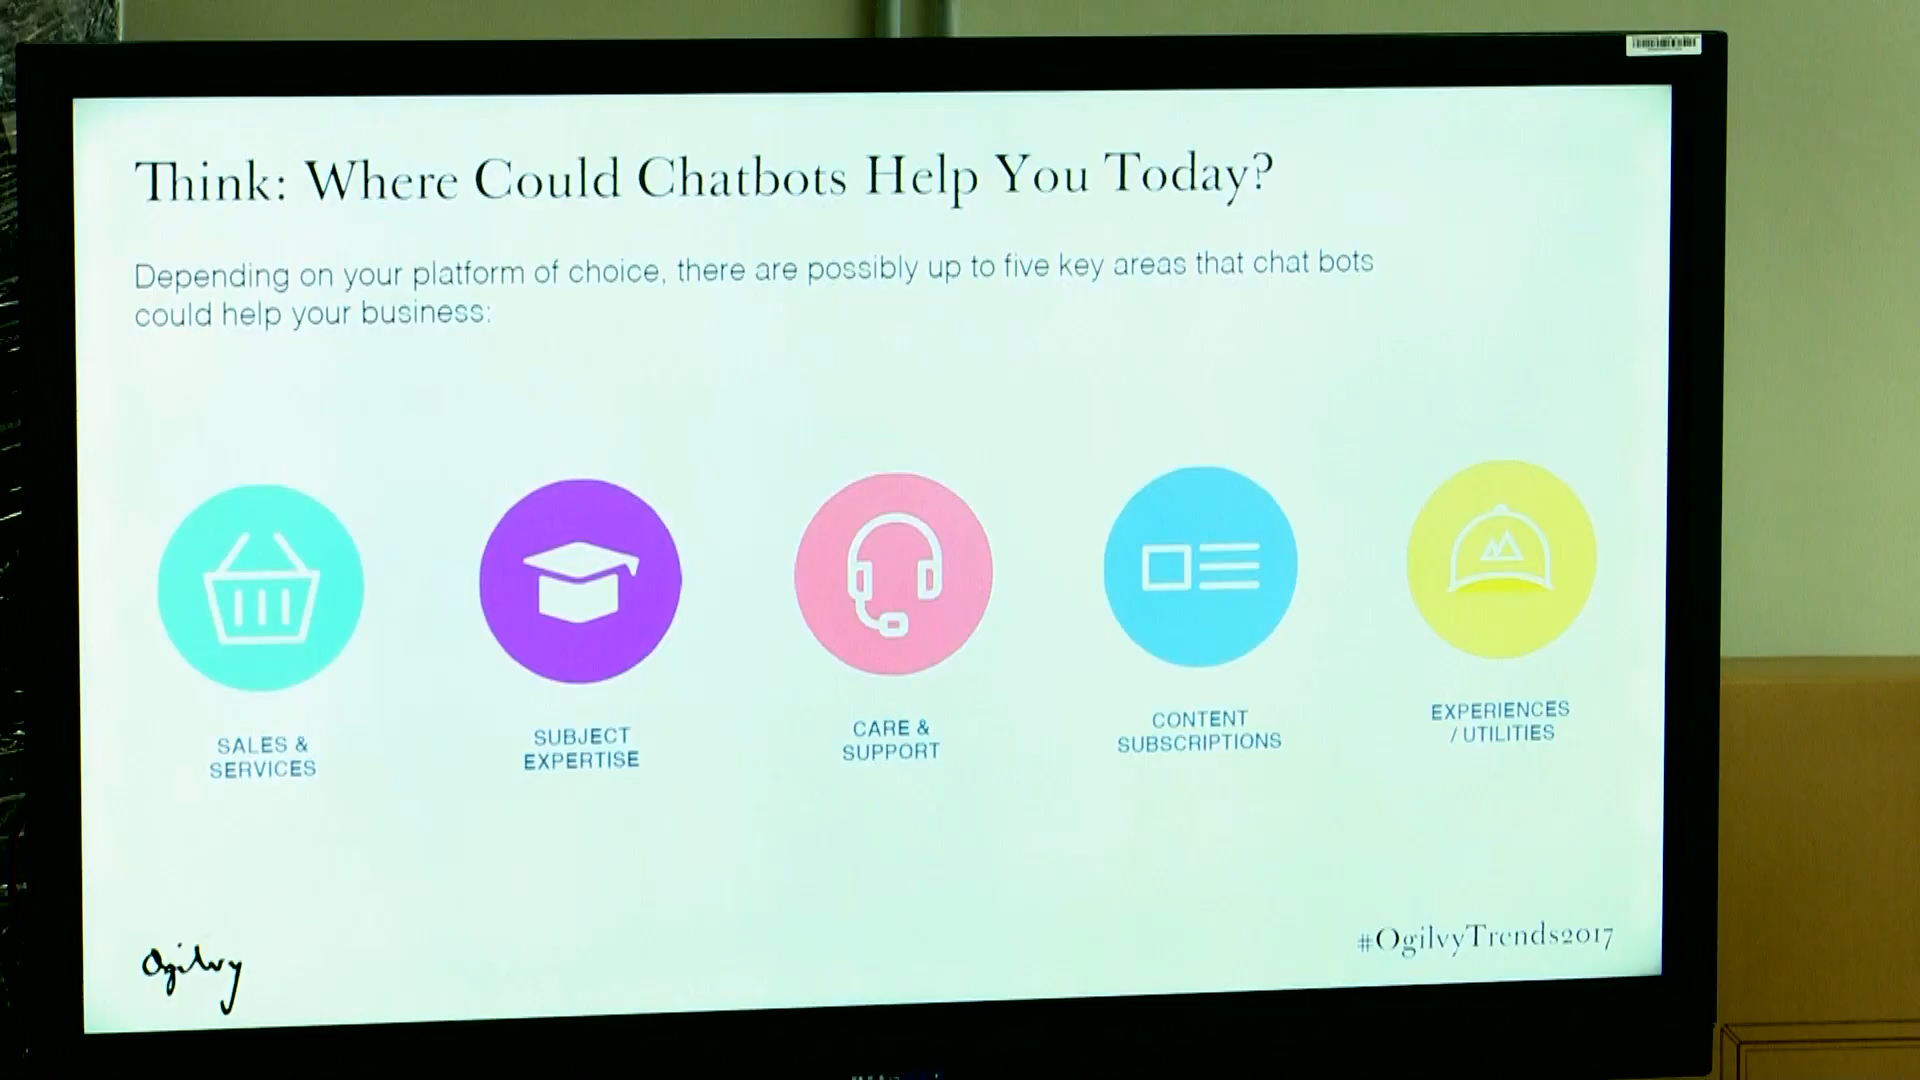 Think: Where Could Chatbots Help You Today?
Depending on your platform of choice, there are possibly up to five key areas that chat bots
could help your business:
SALES &
SERVICES
SUBJECT
EXPERTISE
CARE &
SUPPORT
CONTENT
SUBSCRIPTIONS
EXPERIENCES
/ UTILITIES
Ogilvy
#OgilvyTrends2017